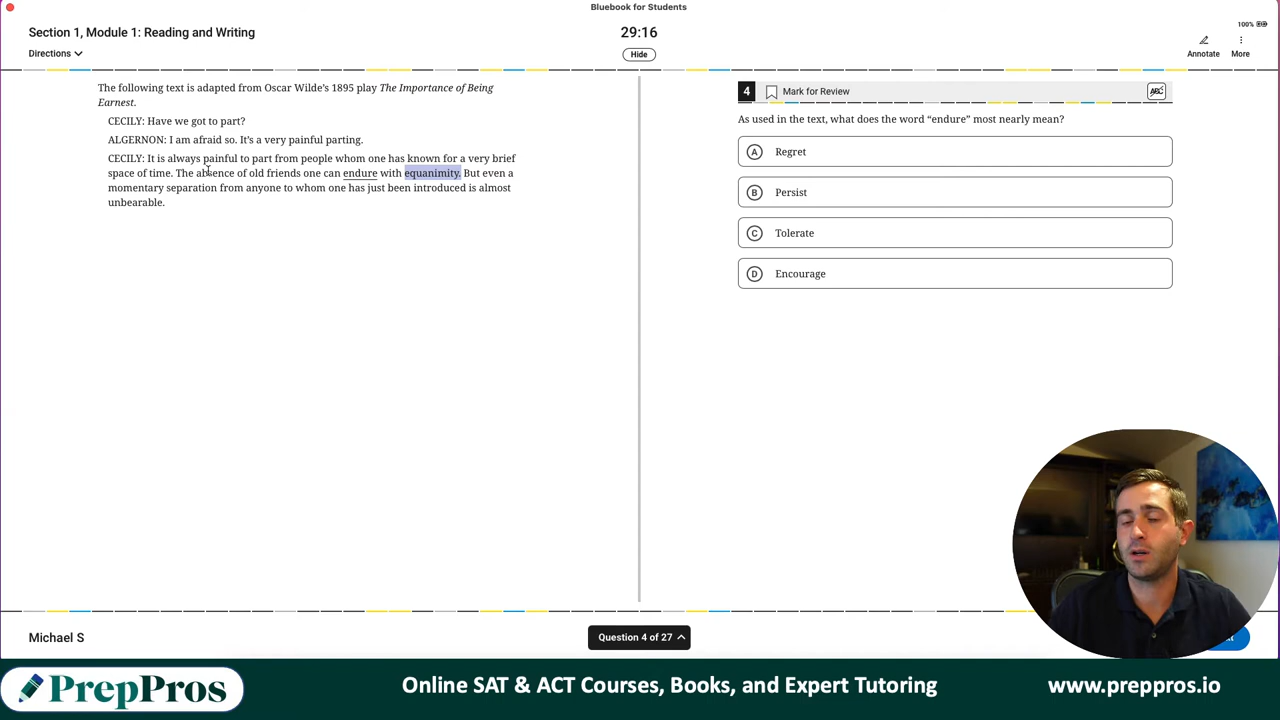 Bluebook for Students
Section 1, Module 1: Reading and Writing
29:16
100%
Directions
Hide
Annotate
More
The following text is adapted from Oscar Wilde's 1895 play The Importance of Being
Earnest.
CECILY: Have we got to part?
ALGERNON: I am afraid so. It's a very painful parting.
CECILY: It is always painful to part from people whom one has known for a very brief
space of time. The absence of old friends one can endure with equanimity. But even a
momentary separation from anyone to whom one has just been introduced is almost
unbearable.
4
Mark for Review
ABC
As used in the text, what does the word “endure” most nearly mean?
A Regret
B Persist
C Tolerate
D Encourage
Michael S
Question 4 of 27
PrepPros
Online SAT & ACT Courses, Books, and Expert Tutoring
www.preppros.io